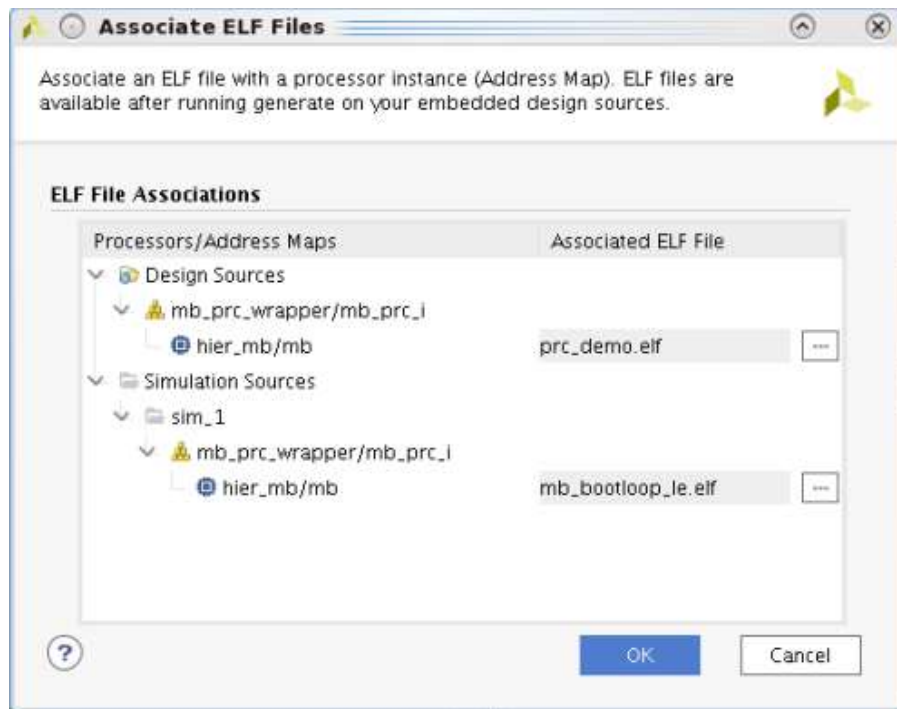 Associate ELF Files
Associate an ELF file with a processor instance (Address Map). ELF files are
available after running generate on your embedded design sources.
ELF File Associations
Processors/Address Maps Associated ELF File
Design Sources
mb_prc_wrapper/mb_prc_i
hier_mb/mb prc_demo.elf ...
Simulation Sources
sim_1
mb_prc_wrapper/mb_prc_i
hier_mb/mb mb_bootloop_le.elf ...
? OK Cancel